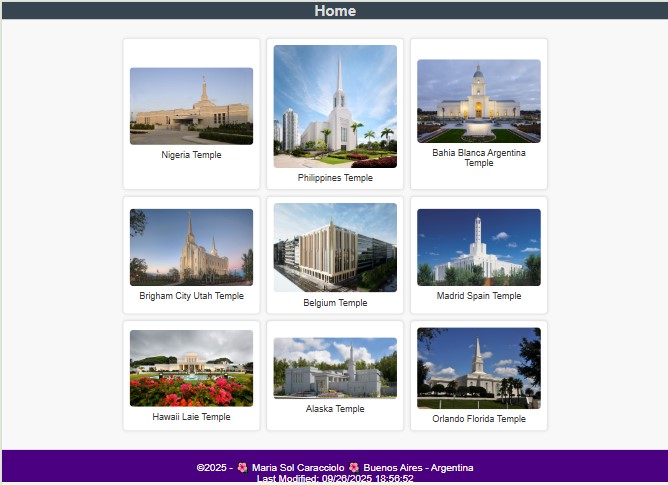 Home
Nigeria Temple
Philippines Temple
Bahia Blanca Argentina
Temple
Brigham City Utah Temple
Belgium Temple
Madrid Spain Temple
Hawaii Laie Temple
Alaska Temple
Orlando Florida Temple
©2025 - 🌺 Maria Sol Caracciolo 🌺 Buenos Aires - Argentina
Last Modified: 09/26/2025 18:56:52